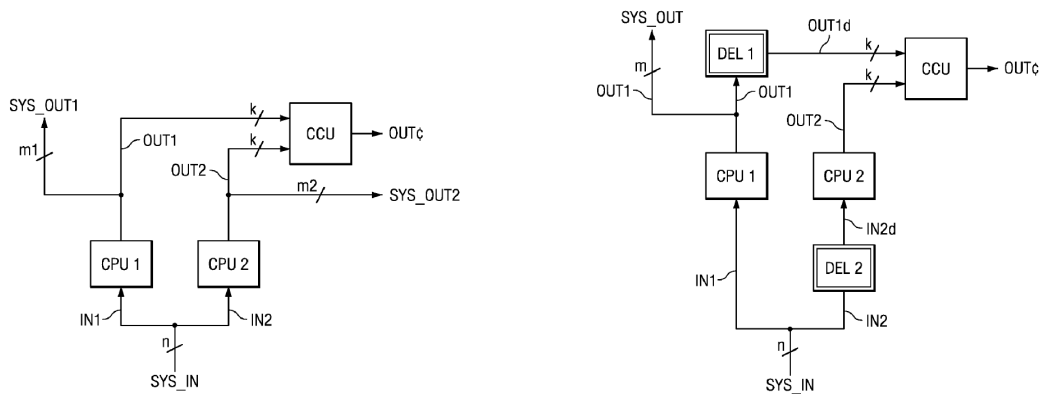 SYS_OUT1
m1
OUT1
k
k
CCU
OUT¢
OUT2
m2
SYS_OUT2
CPU 1
CPU 2
IN1
IN2
n
SYS_IN
SYS_OUT
m
OUT1
DEL 1
OUT1
OUT1d
k
k
CCU
OUT¢
OUT2
CPU 1
CPU 2
IN2d
DEL 2
IN1
IN2
n
SYS_IN